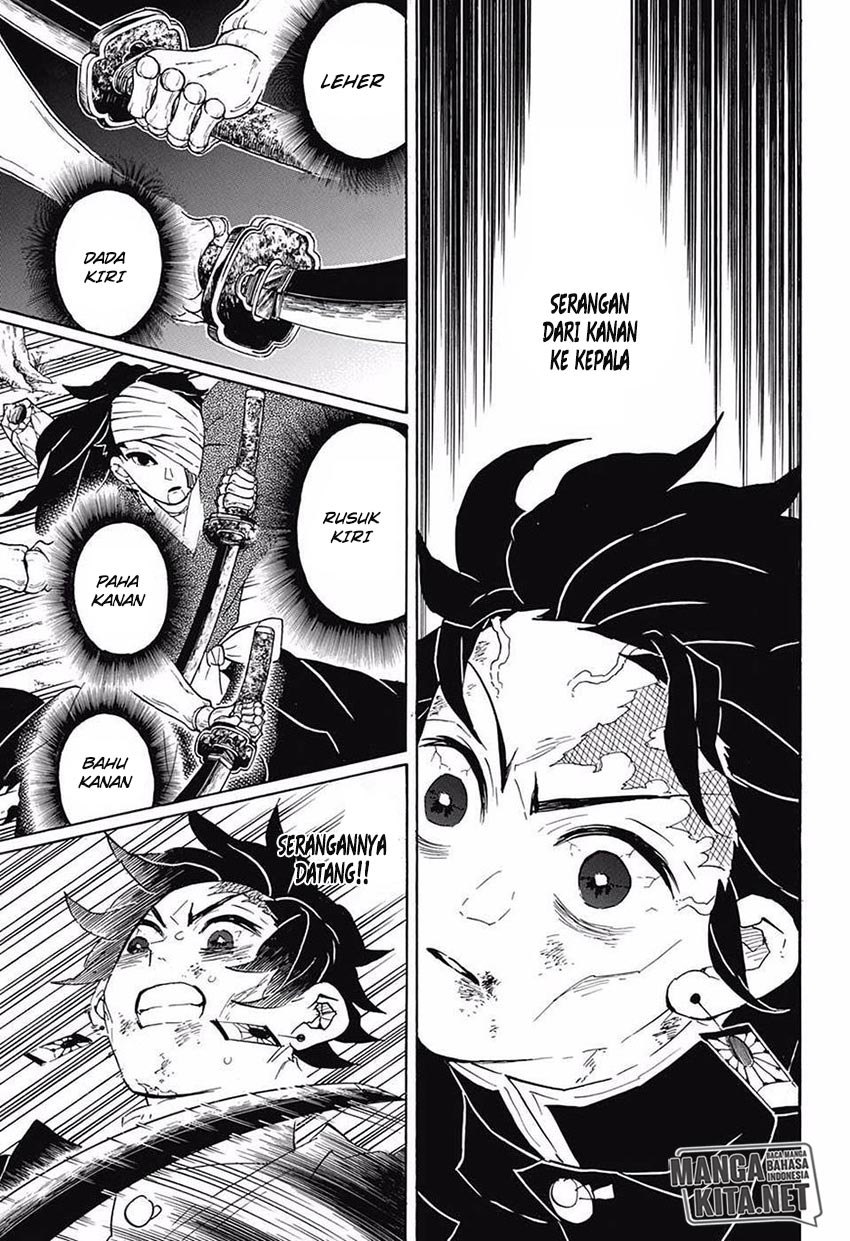 SERANGAN
DARI KANAN
KE KEPALA
LEHER
DADA
KIRI
RUSUK
KIRI
PAHA
KANAN
BAHU
KANAN
SERANGANNYA
DATANG!!
MANGA
KITA.NET
BACA MANGA
BAHASA
INDONESIA